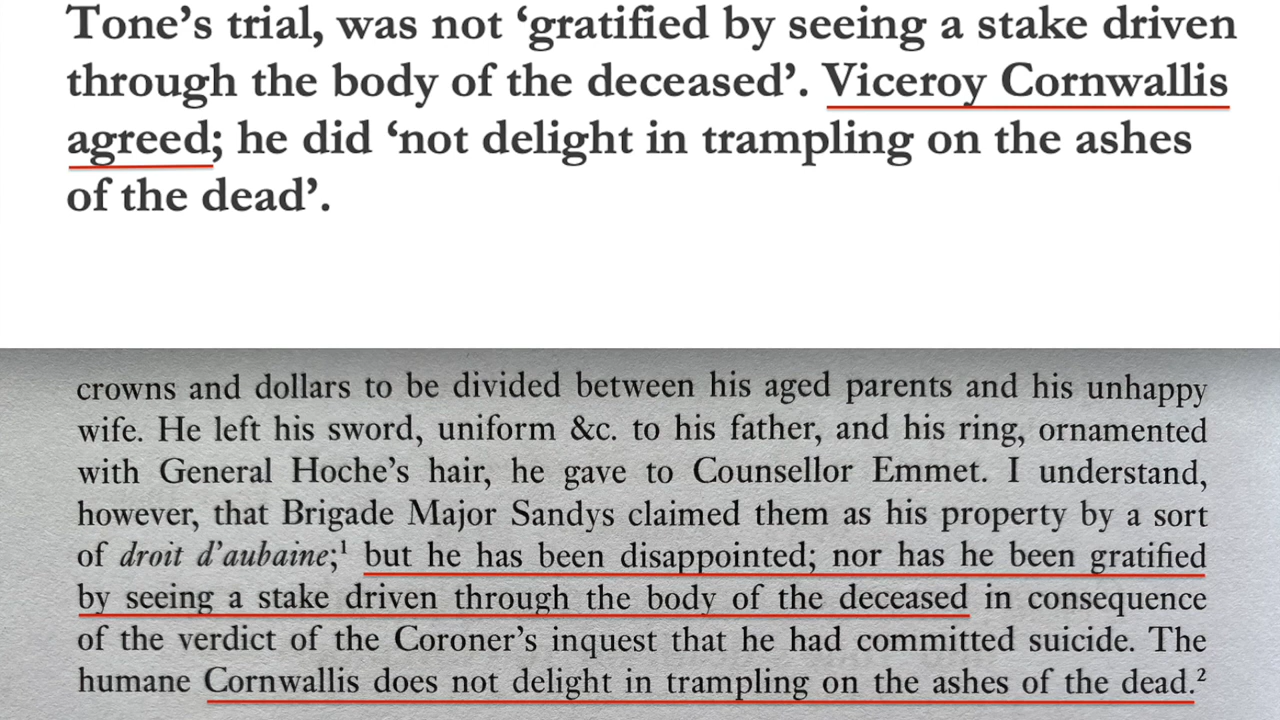 Tone’s trial, was not ‘gratified by seeing a stake driven
through the body of the deceased’. Viceroy Cornwallis
agreed; he did ‘not delight in trampling on the ashes
of the dead’.
crowns and dollars to be divided between his aged parents and his unhappy
wife. He left his sword, uniform &c. to his father, and his ring, ornamented
with General Hoche’s hair, he gave to Counsellor Emmet. I understand,
however, that Brigade Major Sandys claimed them as his property by a sort
of droit d’aubaine;¹ but he has been disappointed; nor has he been gratified
by seeing a stake driven through the body of the deceased in consequence
of the verdict of the Coroner’s inquest that he had committed suicide. The
humane Cornwallis does not delight in trampling on the ashes of the dead.²